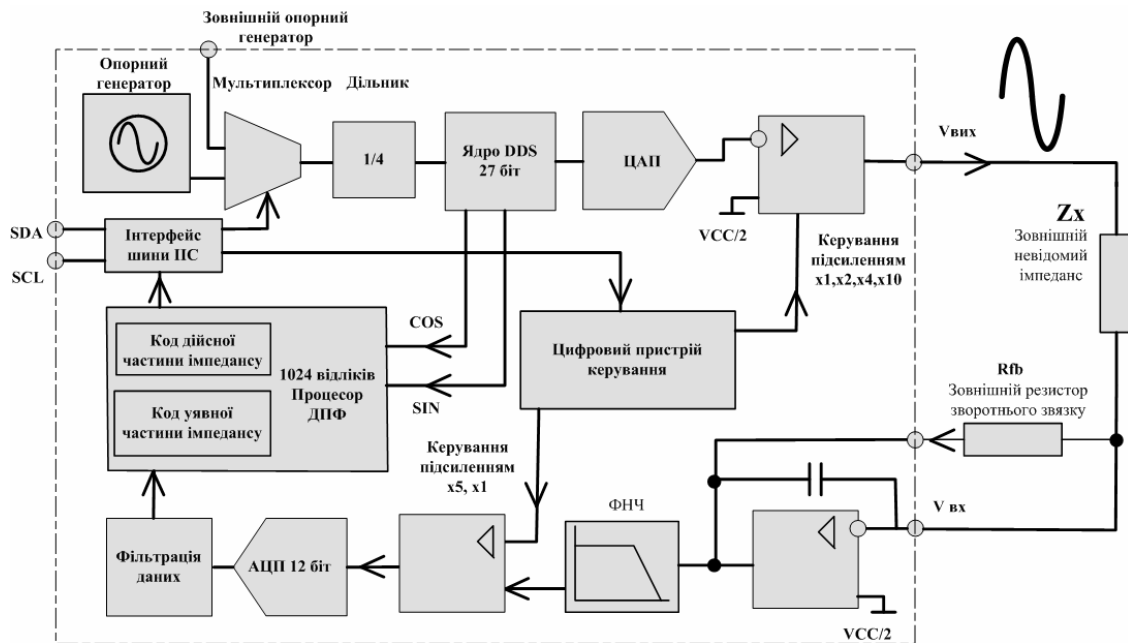 Зовнішній опорний
генератор
Опорний
генератор
Мультиплексор
Дільник
1/4
Ядро DDS
27 біт
ЦАП
VCC/2
Vвих
Zx
Зовнішній
невідомий
імпеданс
SDA
SCL
Інтерфейс
шини ІІС
Керування
підсиленням
x1,x2,x4,x10
COS
SIN
Код дійсної
частини імпедансу
Код уявної
частини імпедансу
1024 відліків
Процесор
ДПФ
Цифровий пристрій
керування
Rfb
Зовнішній резистор
зворотнього звязку
Керування
підсиленням
x5, x1
ФНЧ
V вх
Фільтрація
даних
АЦП 12 біт
VCC/2